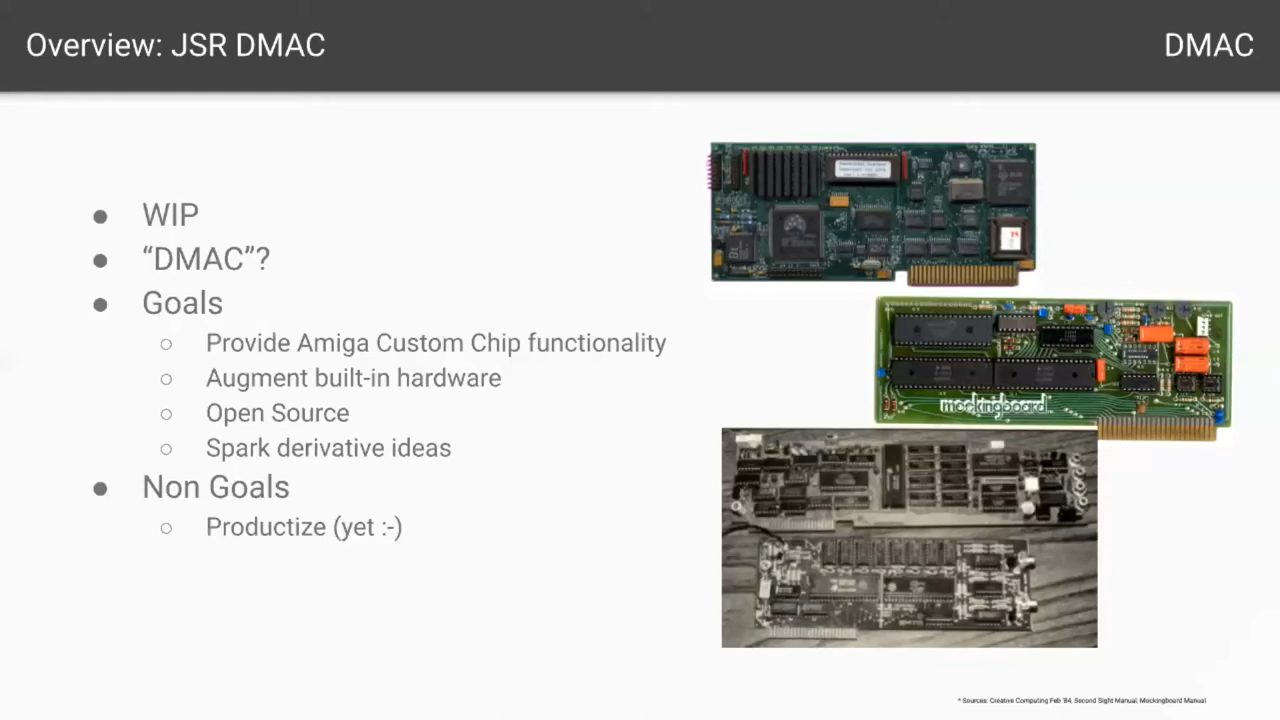 Overview: JSR DMAC
DMAC
WIP
“DMAC”?
Goals
Provide Amiga Custom Chip functionality
Augment built-in hardware
Open Source
Spark derivative ideas
Non Goals
Productize (yet :-)
mockingboard
* Sources: Creative Computing Feb '84, Second Sight Manual, Mockingboard Manual